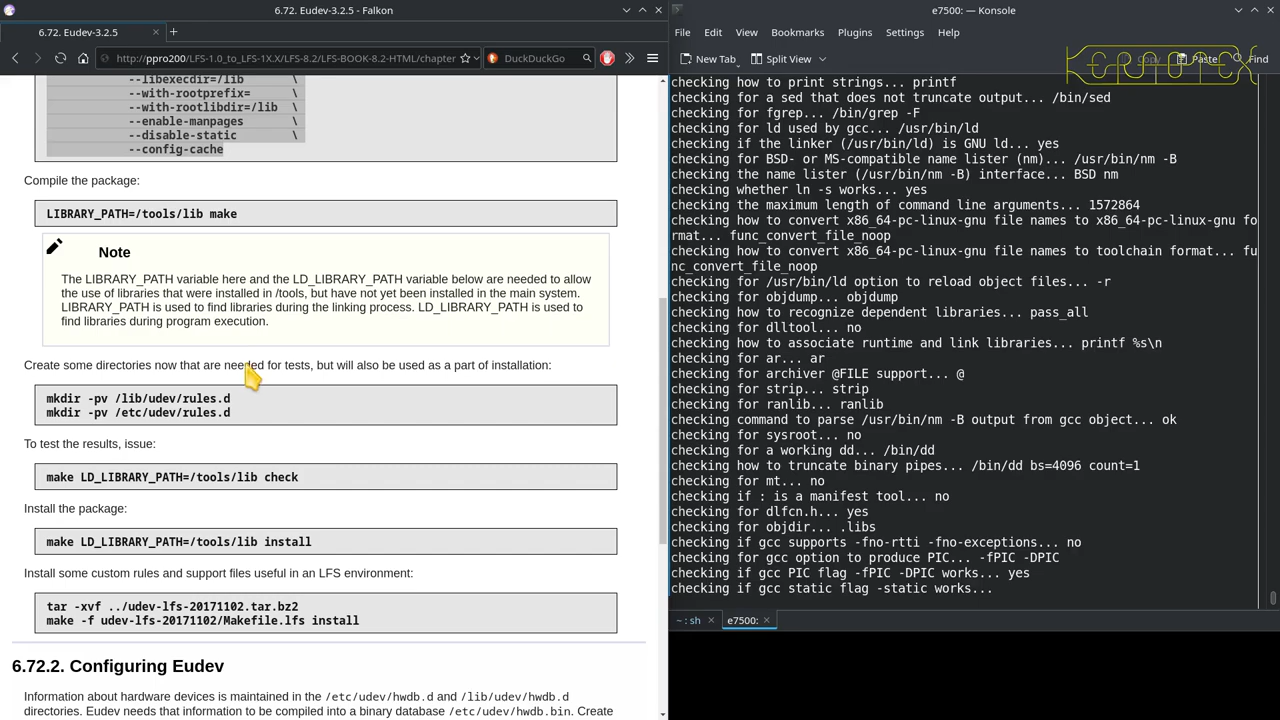 6.72. Eudev-3.2.5 - Falkon
6.72. Eudev-3.2.5
http://ppro200/LFS-1.0_to_LFS-1X.X/LFS-8.2/LFS-BOOK-8.2-HTML/chapter
DuckDuckGo
--libexecdir=/lib \
--with-rootprefix= \
--with-rootlibdir=/lib \
--enable-manpages \
--disable-static \
--config-cache
Compile the package:
LIBRARY_PATH=/tools/lib make
Note
The LIBRARY_PATH variable here and the LD_LIBRARY_PATH variable below are needed to allow
the use of libraries that were installed in /tools, but have not yet been installed in the main system.
LIBRARY_PATH is used to find libraries during the linking process. LD_LIBRARY_PATH is used to
find libraries during program execution.
Create some directories now that are needed for tests, but will also be used as a part of installation:
mkdir -pv /lib/udev/rules.d
mkdir -pv /etc/udev/rules.d
To test the results, issue:
make LD_LIBRARY_PATH=/tools/lib check
Install the package:
make LD_LIBRARY_PATH=/tools/lib install
Install some custom rules and support files useful in an LFS environment:
tar -xvf ../udev-lfs-20171102.tar.bz2
make -f udev-lfs-20171102/Makefile.lfs install
6.72.2. Configuring Eudev
Information about hardware devices is maintained in the /etc/udev/hwdb.d and /lib/udev/hwdb.d
directories. Eudev needs that information to be compiled into a binary database /etc/udev/hwdb.bin. Create
e7500: — Konsole
File Edit View Bookmarks Plugins Settings Help
New Tab Split View Copy Paste Find
checking how to print strings... printf
checking for a sed that does not truncate output... /bin/sed
checking for fgrep... /bin/grep -F
checking for ld used by gcc... /usr/bin/ld
checking if the linker (/usr/bin/ld) is GNU ld... yes
checking for BSD- or MS-compatible name lister (nm)... /usr/bin/nm -B
checking the name lister (/usr/bin/nm -B) interface... BSD nm
checking whether ln -s works... yes
checking the maximum length of command line arguments... 1572864
checking how to convert x86_64-pc-linux-gnu file names to x86_64-pc-linux-gnu fo
rmat... func_convert_file_noop
checking how to convert x86_64-pc-linux-gnu file names to toolchain format... fu
nc_convert_file_noop
checking for /usr/bin/ld option to reload object files... -r
checking for objdump... objdump
checking how to recognize dependent libraries... pass_all
checking for dlltool... no
checking how to associate runtime and link libraries... printf %s\n
checking for ar... ar
checking for archiver @FILE support... @
checking for strip... strip
checking for ranlib... ranlib
checking command to parse /usr/bin/nm -B output from gcc object... ok
checking for sysroot... no
checking for a working dd... /bin/dd
checking how to truncate binary pipes... /bin/dd bs=4096 count=1
checking for mt... no
checking if : is a manifest tool... no
checking for dlfcn.h... yes
checking for objdir... .libs
checking if gcc supports -fno-rtti -fno-exceptions... no
checking for gcc option to produce PIC... -fPIC -DPIC
checking if gcc PIC flag -fPIC -DPIC works... yes
checking if gcc static flag -static works...
~ : sh
e7500: